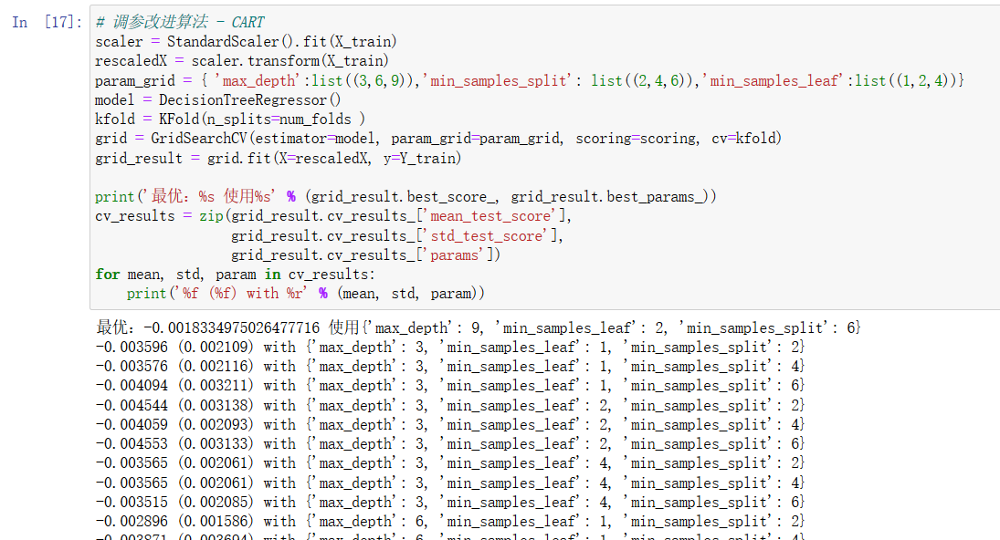 In [17]: # 调参改进算法 - CART
scaler = StandardScaler().fit(X_train)
rescaledX = scaler.transform(X_train)
param_grid = { 'max_depth':list((3,6,9)),'min_samples_split': list((2,4,6)),'min_samples_leaf':list((1,2,4))}
model = DecisionTreeRegressor()
kfold = KFold(n_splits=num_folds )
grid = GridSearchCV(estimator=model, param_grid=param_grid, scoring=scoring, cv=kfold)
grid_result = grid.fit(X=rescaledX, y=Y_train)
print('最优: %s 使用%s' % (grid_result.best_score_, grid_result.best_params_))
cv_results = zip(grid_result.cv_results_['mean_test_score'],
grid_result.cv_results_['std_test_score'],
grid_result.cv_results_['params'])
for mean, std, param in cv_results:
print('%f (%f) with %r' % (mean, std, param))
最优: -0.0018334975026477716 使用{'max_depth': 9, 'min_samples_leaf': 2, 'min_samples_split': 6}
-0.003596 (0.002109) with {'max_depth': 3, 'min_samples_leaf': 1, 'min_samples_split': 2}
-0.003576 (0.002116) with {'max_depth': 3, 'min_samples_leaf': 1, 'min_samples_split': 4}
-0.004094 (0.003211) with {'max_depth': 3, 'min_samples_leaf': 1, 'min_samples_split': 6}
-0.004544 (0.003138) with {'max_depth': 3, 'min_samples_leaf': 2, 'min_samples_split': 2}
-0.004059 (0.002093) with {'max_depth': 3, 'min_samples_leaf': 2, 'min_samples_split': 4}
-0.004553 (0.003133) with {'max_depth': 3, 'min_samples_leaf': 2, 'min_samples_split': 6}
-0.003565 (0.002061) with {'max_depth': 3, 'min_samples_leaf': 4, 'min_samples_split': 2}
-0.003565 (0.002061) with {'max_depth': 3, 'min_samples_leaf': 4, 'min_samples_split': 4}
-0.003515 (0.002085) with {'max_depth': 3, 'min_samples_leaf': 4, 'min_samples_split': 6}
-0.002896 (0.001586) with {'max_depth': 6, 'min_samples_leaf': 1, 'min_samples_split': 2}
-0.003871 (0.003694) with {'max_depth': 6, 'min_samples_leaf': 1, 'min_samples_split': 4}